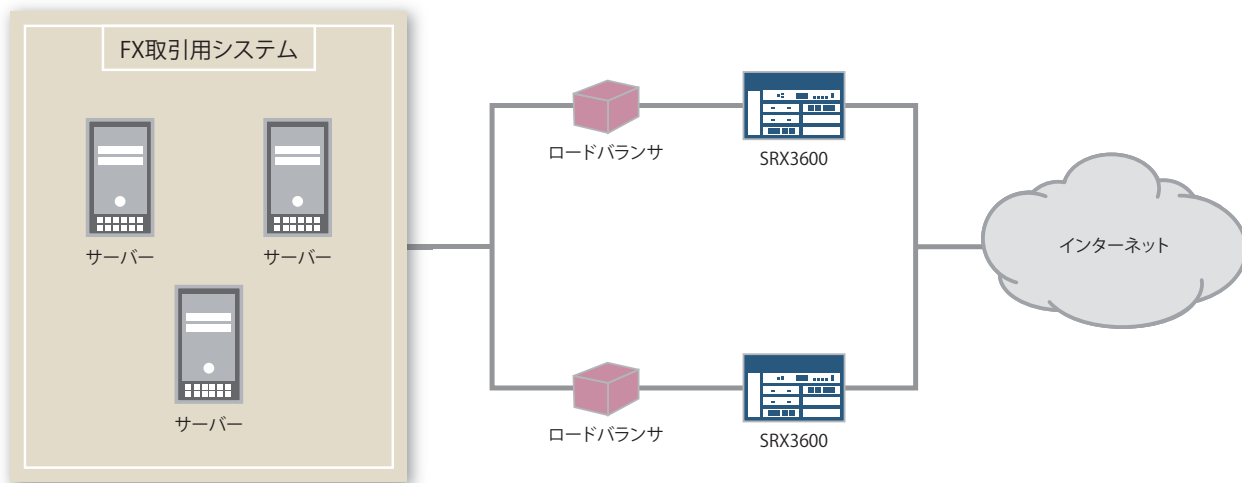 FX取引用システム
サーバー
サーバー
サーバー
ロードバランサ
SRX3600
ロードバランサ
SRX3600
インターネット